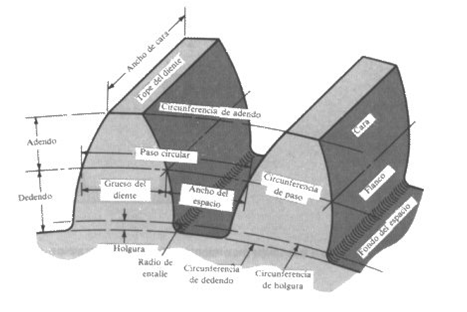 Ancho de cara
Tope del diente
Circunferencia de adendo
Adendo
Cara
Paso circular
Dedendo
Grueso del
diente
Ancho del
espacio
Circunferencia
de paso
Flanco
Fondo del espacio
Holgura
Radio de
entalle
Circunferencia
de dedendo
Circunferencia
de holgura